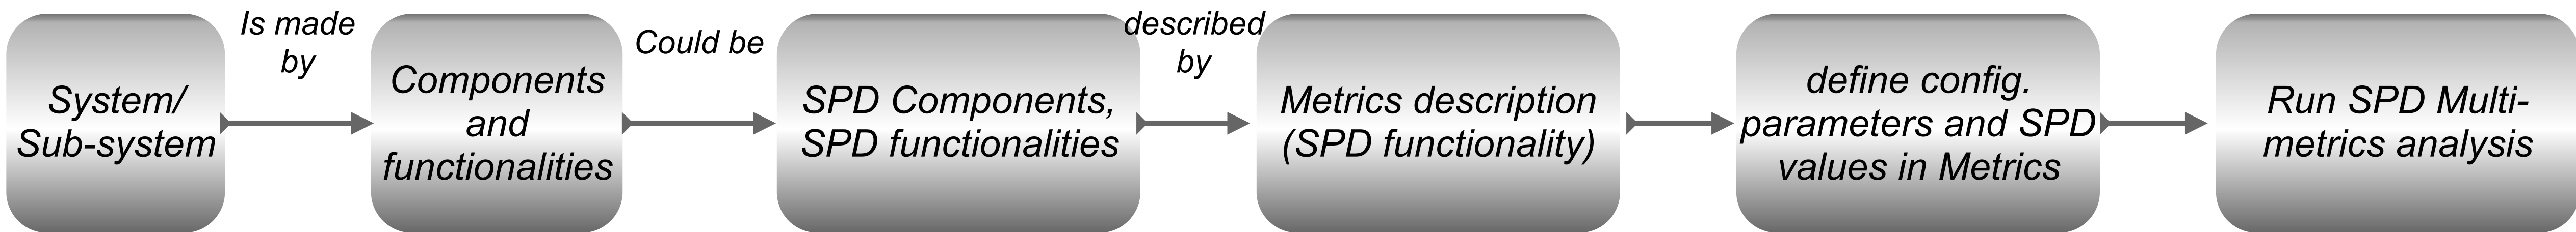 System/
Sub-system
Is made
by
Components
and
functionalities
Could be
SPD Components,
SPD functionalities
described
by
Metrics description
(SPD functionality)
define config.
parameters and SPD
values in Metrics
Run SPD Multi-
metrics analysis